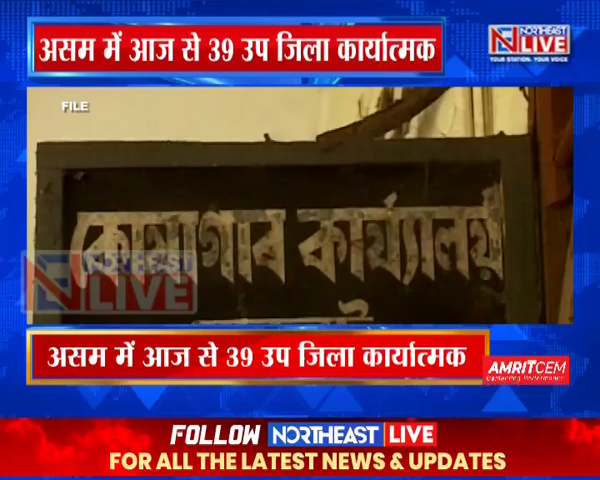 असम में आज से 39 उप जिला कार्यात्मक
NORTHEAST
LIVE
YOUR STATION. YOUR VOICE
FILE
কোষাগাৰ কাৰ্য্যালয়
NORTHEAST
LIVE
असम में आज से 39 उप जिला कार्यात्मक
AMRITCEM
FOLLOW NORTHEAST LIVE
FOR ALL THE LATEST NEWS & UPDATES